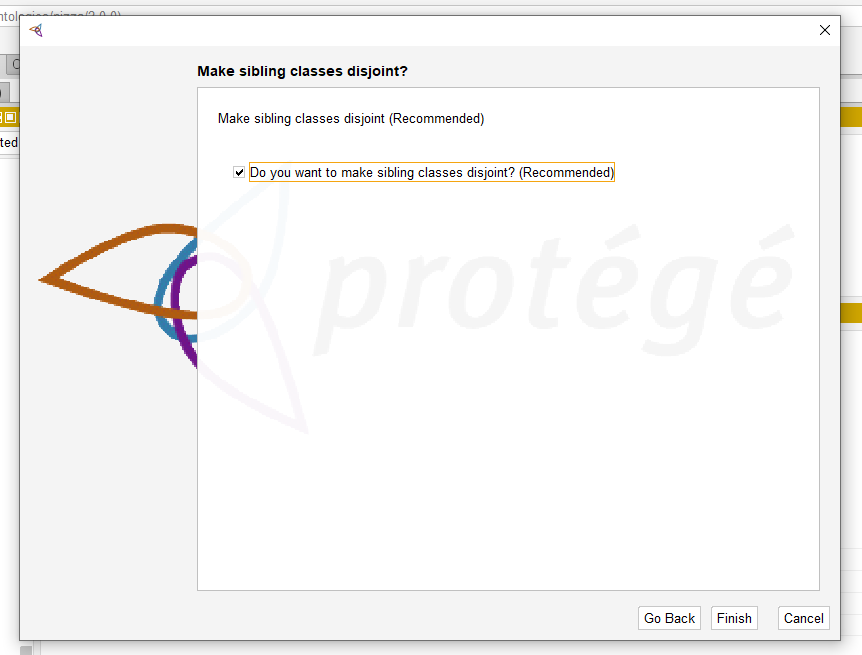 Make sibling classes disjoint?
Make sibling classes disjoint (Recommended)
Do you want to make sibling classes disjoint? (Recommended)
protégé
ted
Go Back
Finish
Cancel